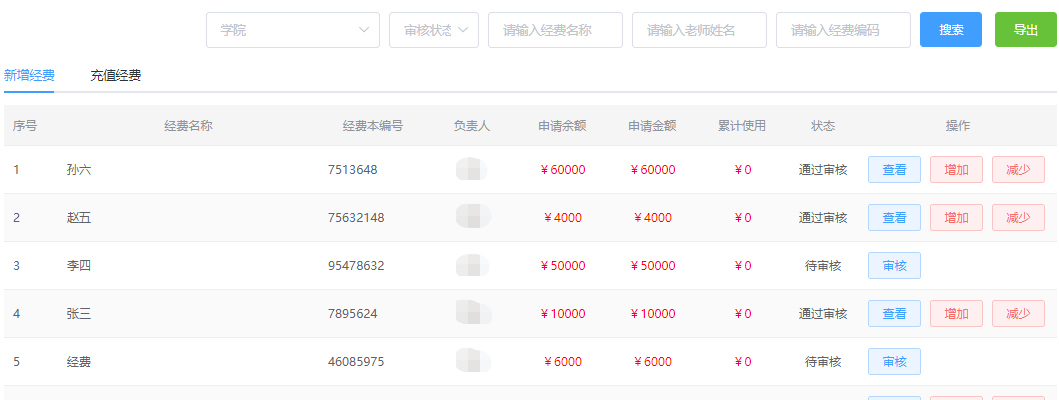 学院 审核状态 请输入经费名称 请输入老师姓名 请输入经费编码 搜索 导出
新增经费 充值经费
序号 经费名称 经费本编号 负责人 申请余额 申请金额 累计使用 状态 操作
1 孙六 7513648 ￥60000 ￥60000 ￥0 通过审核 查看 增加 减少
2 赵五 75632148 ￥4000 ￥4000 ￥0 通过审核 查看 增加 减少
3 李四 95478632 ￥50000 ￥50000 ￥0 待审核 审核
4 张三 7895624 ￥10000 ￥10000 ￥0 通过审核 查看 增加 减少
5 经费 46085975 ￥6000 ￥6000 ￥0 待审核 审核